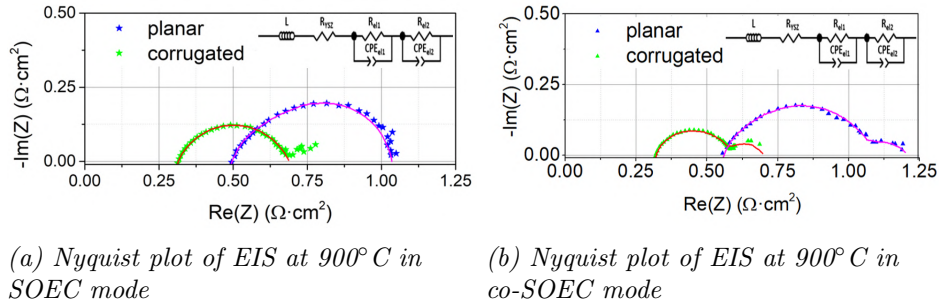 (a)
0.50
0.25
0.00
-Im(Z) (Ω·cm²)
planar
corrugated
L
R_YSZ
R_el1
R_el2
CPE_el1
CPE_el2
0.00 0.25 0.50 0.75 1.00 1.25
Re(Z) (Ω·cm²)
(a) Nyquist plot of EIS at 900°C in
SOEC mode
(b)
0.50
0.25
0.00
-Im(Z) (Ω·cm²)
planar
corrugated
L
R_YSZ
R_el1
R_el2
CPE_el1
CPE_el2
0.00 0.25 0.50 0.75 1.00 1.25
Re(Z) (Ω·cm²)
(b) Nyquist plot of EIS at 900°C in
co-SOEC mode